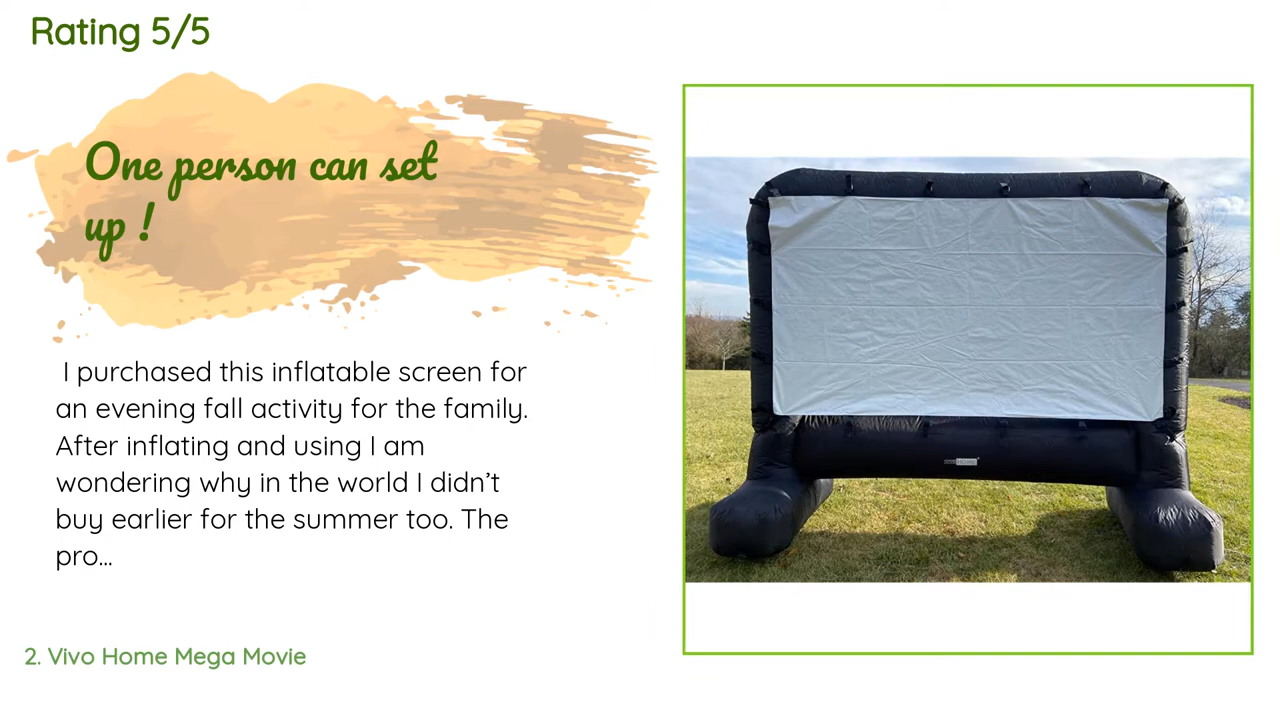 Rating 5/5
One person can set
up !
I purchased this inflatable screen for
an evening fall activity for the family.
After inflating and using I am
wondering why in the world I didn’t
buy earlier for the summer too. The
pro...
2. Vivo Home Mega Movie